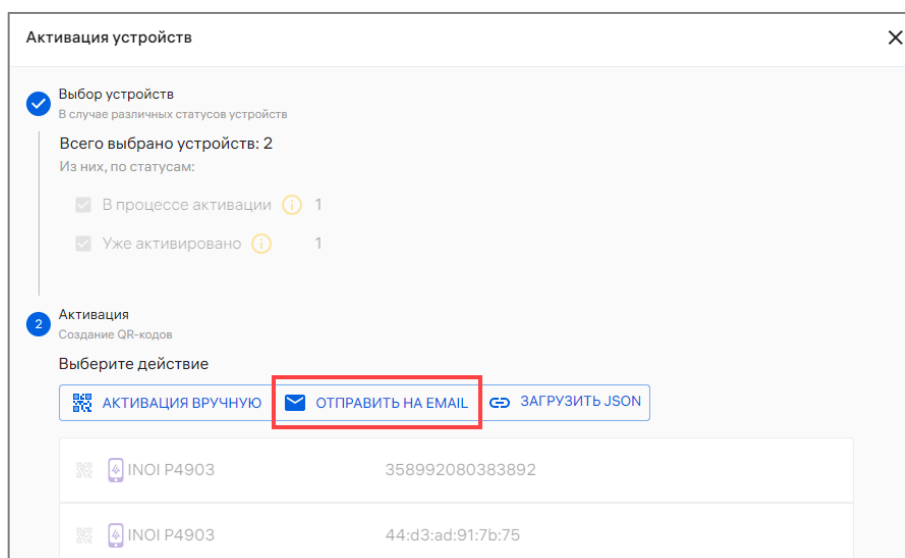 Активация устройств
Выбор устройств
В случае различных статусов устройств
Всего выбрано устройств: 2
Из них, по статусам:
В процессе активации 1
Уже активировано 1
2
Активация
Создание QR-кодов
Выберите действие
АКТИВАЦИЯ ВРУЧНУЮ ОТПРАВИТЬ НА EMAIL ЗАГРУЗИТЬ JSON
INOI P4903 358992080383892
INOI P4903 44:d3:ad:91:7b:75